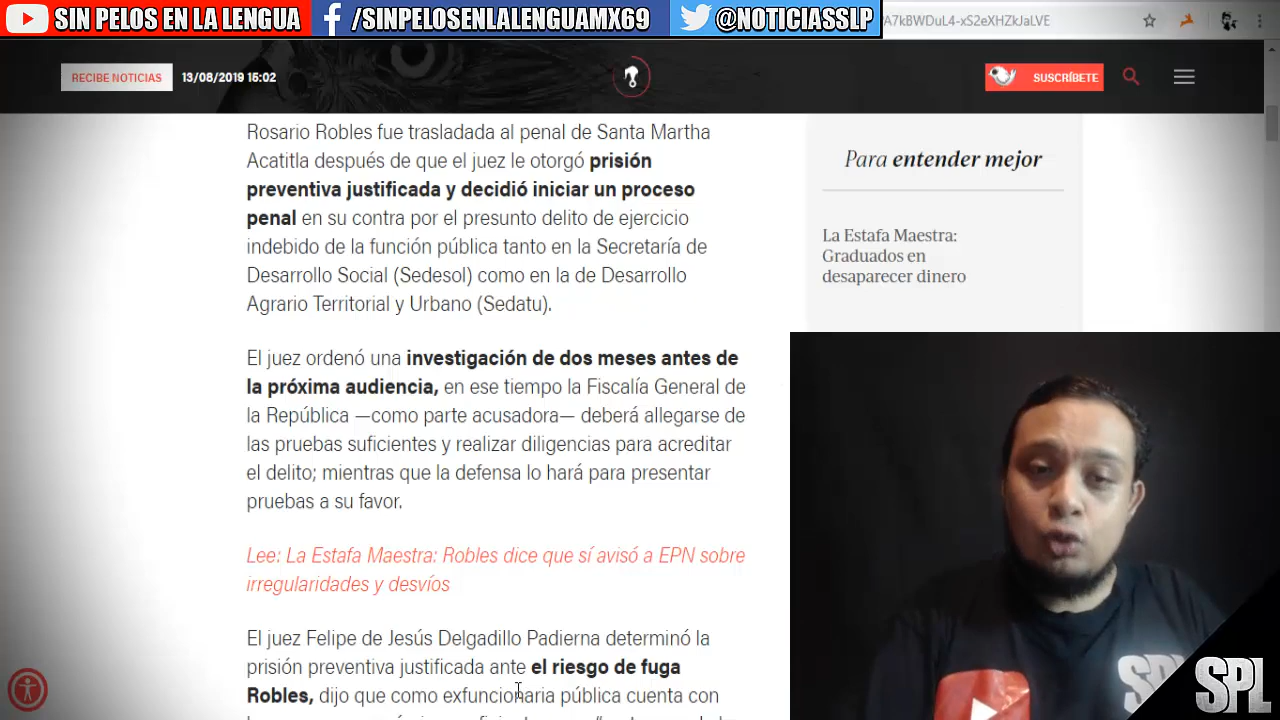 SIN PELOS EN LA LENGUA
/SINPELOSENLALENGUAMX69
@NOTICIASSLP
A7kBWDuL4-xS2eXHZkJaLVE
RECIBE NOTICIAS
13/08/2019 15:02
SUSCRÍBETE
Rosario Robles fue trasladada al penal de Santa Martha
Acatitla después de que el juez le otorgó prisión
preventiva justificada y decidió iniciar un proceso
penal en su contra por el presunto delito de ejercicio
indebido de la función pública tanto en la Secretaría de
Desarrollo Social (Sedesol) como en la de Desarrollo
Agrario Territorial y Urbano (Sedatu).
El juez ordenó una investigación de dos meses antes de
la próxima audiencia, en ese tiempo la Fiscalía General de
la República —como parte acusadora— deberá allegarse de
las pruebas suficientes y realizar diligencias para acreditar
el delito; mientras que la defensa lo hará para presentar
pruebas a su favor.
Lee: La Estafa Maestra: Robles dice que sí avisó a EPN sobre
irregularidades y desvíos
El juez Felipe de Jesús Delgadillo Padierna determinó la
prisión preventiva justificada ante el riesgo de fuga
Robles, dijo que como exfuncionaria pública cuenta con
Para entender mejor
La Estafa Maestra:
Graduados en
desaparecer dinero
SPL
SPL